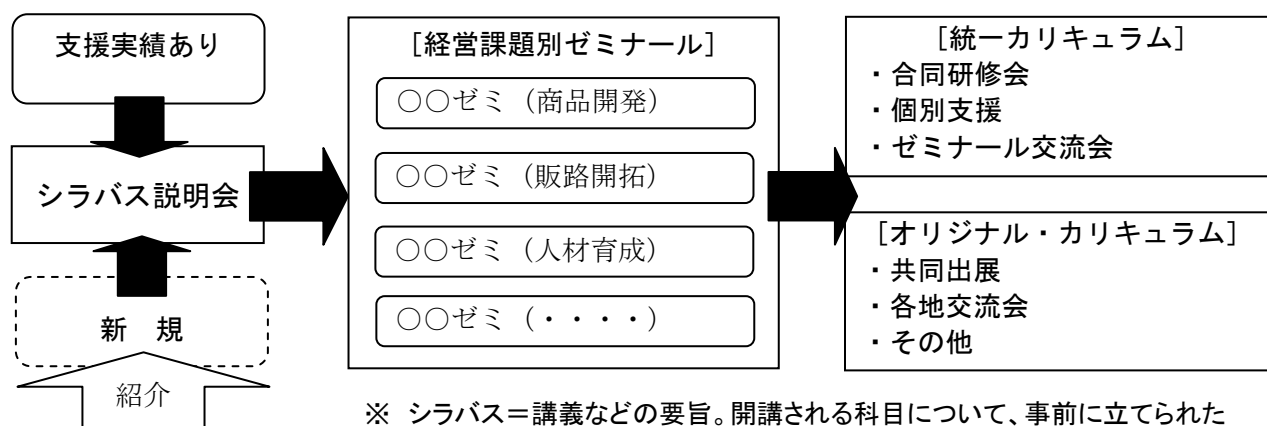 支援実績あり
シラバス説明会
新 規
紹介
[経営課題別ゼミナール]
○○ゼミ(商品開発)
○○ゼミ(販路開拓)
○○ゼミ(人材育成)
○○ゼミ(・・・・)
[統一カリキュラム]
・合同研修会
・個別支援
・ゼミナール交流会
[オリジナル・カリキュラム]
・共同出展
・各地交流会
・その他
※ シラバス=講義などの要旨。開講される科目について、事前に立てられた